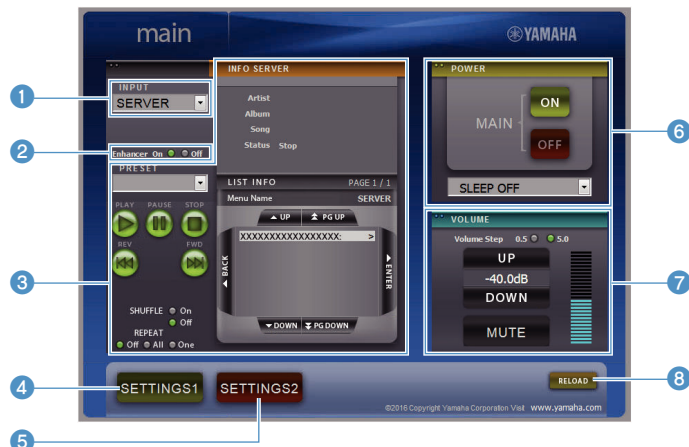 main
YAMAHA
INFO SERVER
POWER
1
INPUT
SERVER
Artist
Album
Song
Status Stop
ON
MAIN
OFF
6
2
Enhancer On Off
3
PRESET
LIST INFO PAGE 1 / 1
Menu Name SERVER
SLEEP OFF
PLAY PAUSE STOP
UP PG UP
XXXXXXXXXXXXXXXXX: >
REV FWD
BACK
ENTER
SHUFFLE On
Off
REPEAT
Off All One
DOWN PG DOWN
VOLUME
Volume Step 0.5 5.0
UP
-40.0dB
DOWN
MUTE
7
4
SETTINGS1
SETTINGS2
RELOAD
8
5
©2016 Copyright Yamaha Corporation Visit www.yamaha.com